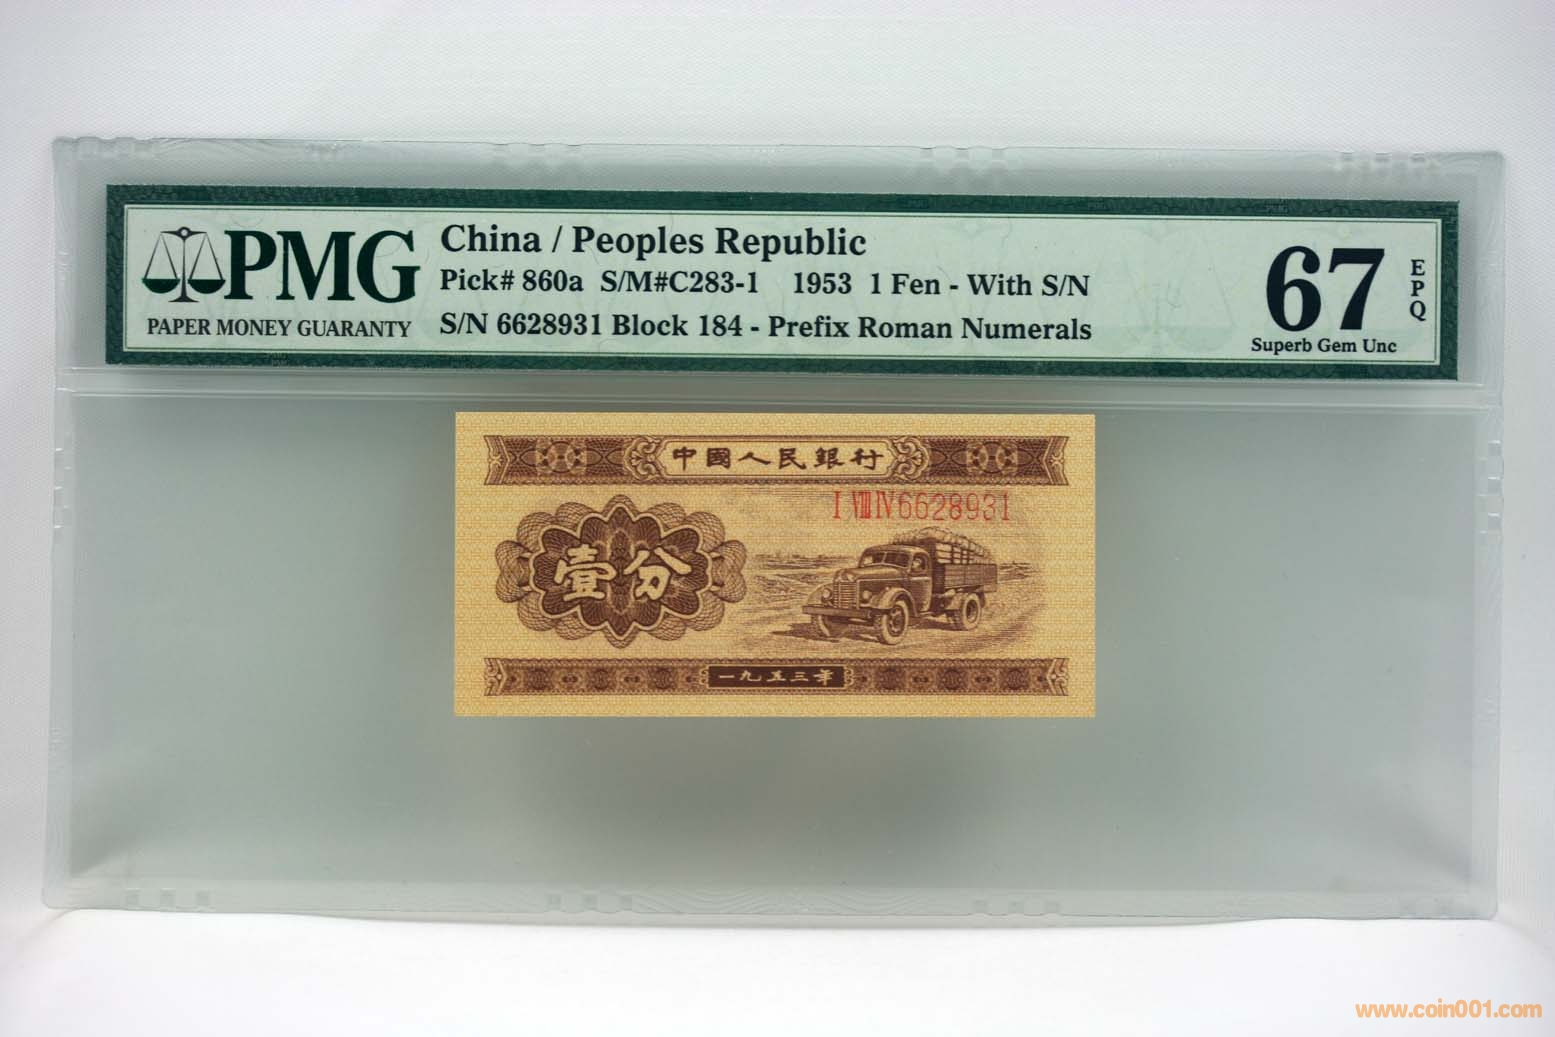 PMG
PAPER MONEY GUARANTY
China / Peoples Republic
Pick# 860a S/M#C283-1 1953 1 Fen - With S/N
S/N 6628931 Block 184 - Prefix Roman Numerals
67
EPQ
Superb Gem Unc
中國人民銀行
I VIII IV 6628931
壹分
一九五三年
www.coin001.com